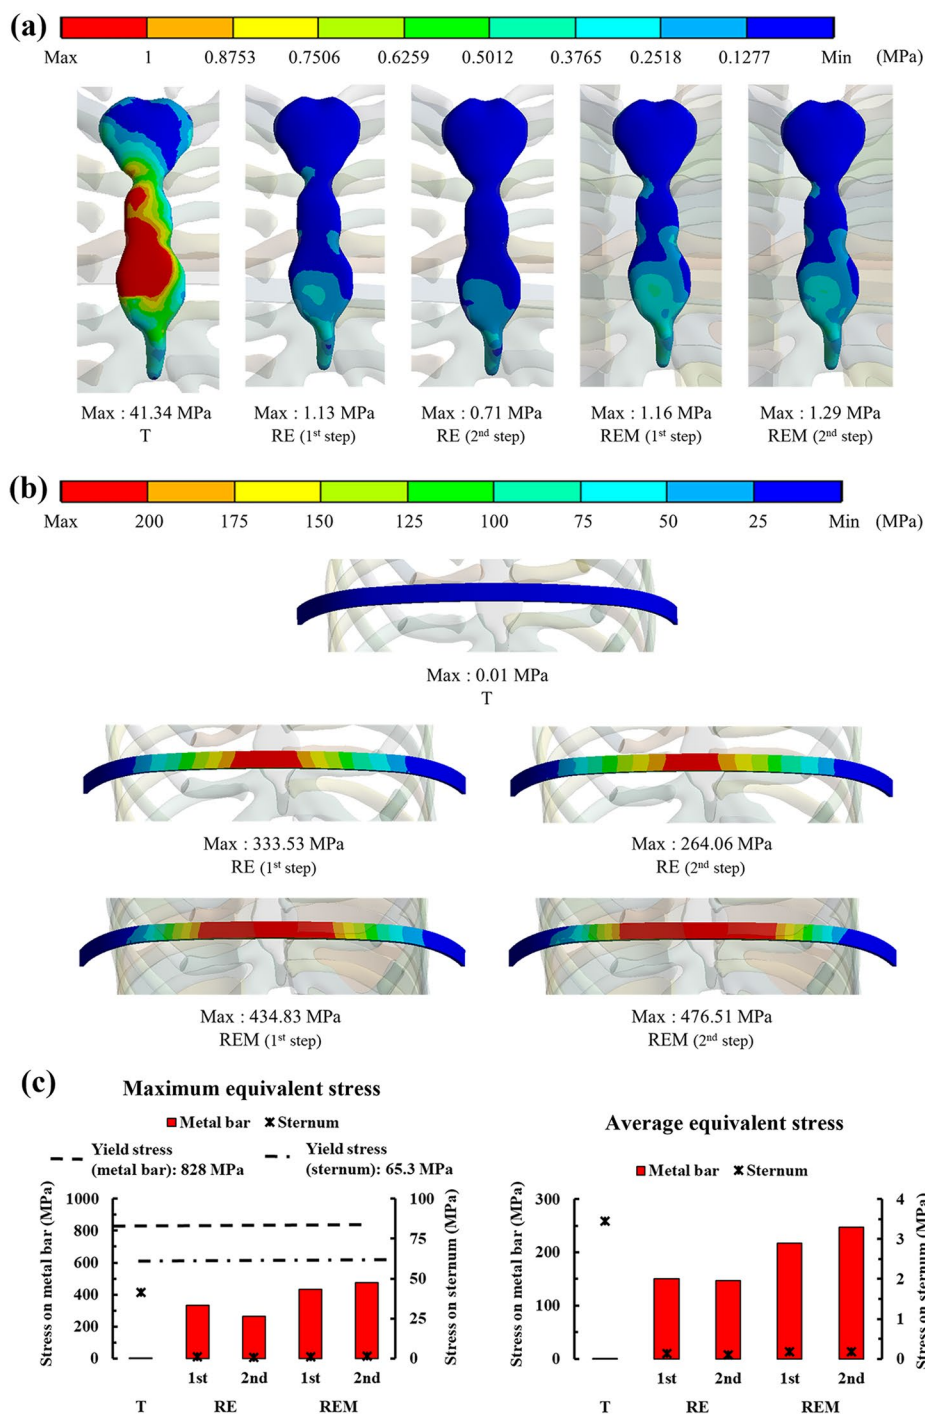 (a)
Max 1 0.8753 0.7506 0.6259 0.5012 0.3765 0.2518 0.1277 Min (MPa)
Max : 41.34 MPa Max : 1.13 MPa Max : 0.71 MPa Max : 1.16 MPa Max : 1.29 MPa
T RE (1st step) RE (2nd step) REM (1st step) REM (2nd step)
(b)
Max 200 175 150 125 100 75 50 25 Min (MPa)
Max : 0.01 MPa
T
Max : 333.53 MPa Max : 264.06 MPa
RE (1st step) RE (2nd step)
Max : 434.83 MPa Max : 476.51 MPa
REM (1st step) REM (2nd step)
(c)
Maximum equivalent stress
Metal bar Sternum
Yield stress
(metal bar): 828 MPa
Yield stress
(sternum): 65.3 MPa
Stress on metal bar (MPa)
1000
800
600
400
200
0
100
75
50
25
0
Stress on sternum (MPa)
1st 2nd 1st 2nd
T RE REM
Average equivalent stress
Metal bar Sternum
Stress on metal bar (MPa)
300
200
100
0
4
3
2
1
0
Stress on sternum (MPa)
1st 2nd 1st 2nd
T RE REM